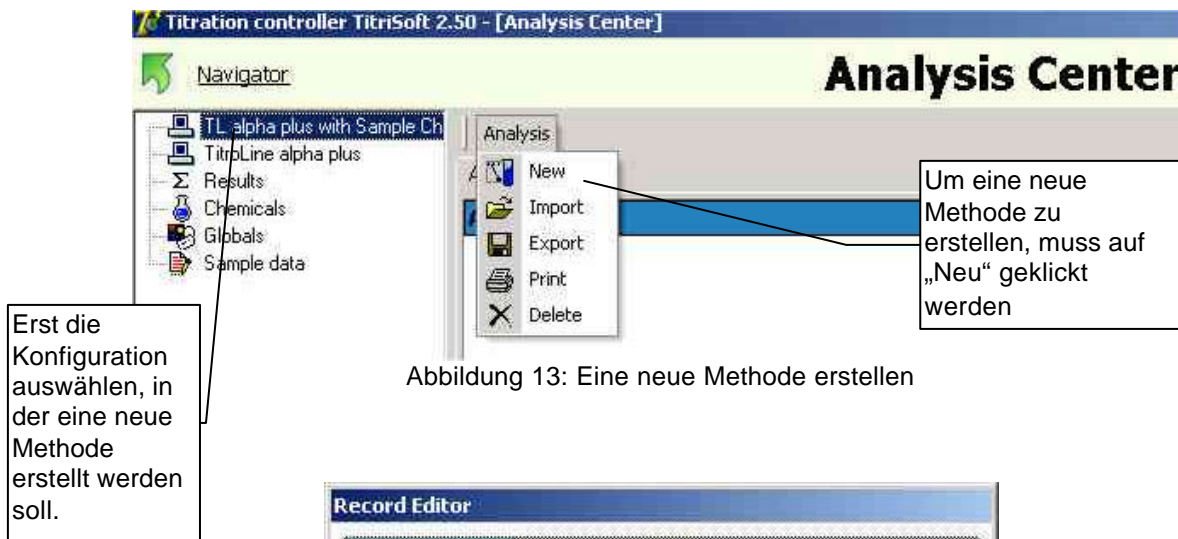 Titration controller TitriSoft 2.50 - [Analysis Center]
Navigator
Analysis Center
TL alpha plus with Sample Ch
TitroLine alpha plus
Results
Chemicals
Globals
Sample data
Analysis
New
Import
Export
Print
Delete
Um eine neue
Methode zu
erstellen, muss auf
„Neu“ geklickt
werden
Erst die
Konfiguration
auswählen, in
der eine neue
Methode
erstellt werden
soll.
Abbildung 13: Eine neue Methode erstellen
Record Editor